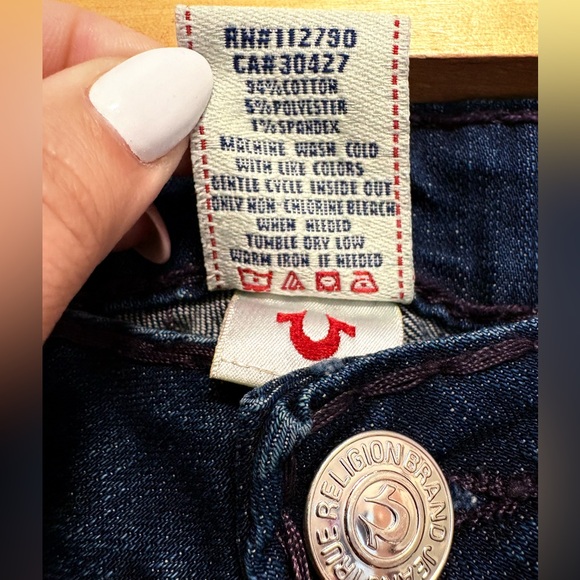 RN#112790
CA#30427
94%COTTON
5%POLYESTER
1%SPANDEX
MACHINE WASH COLD
WITH LIKE COLORS
GENTLE CYCLE INSIDE OUT
ONLY NON-CHLORINE BLEACH
WHEN NEEDED
TUMBLE DRY LOW
WARM IRON IF NEEDED
TRUE RELIGION BRAND JEANS